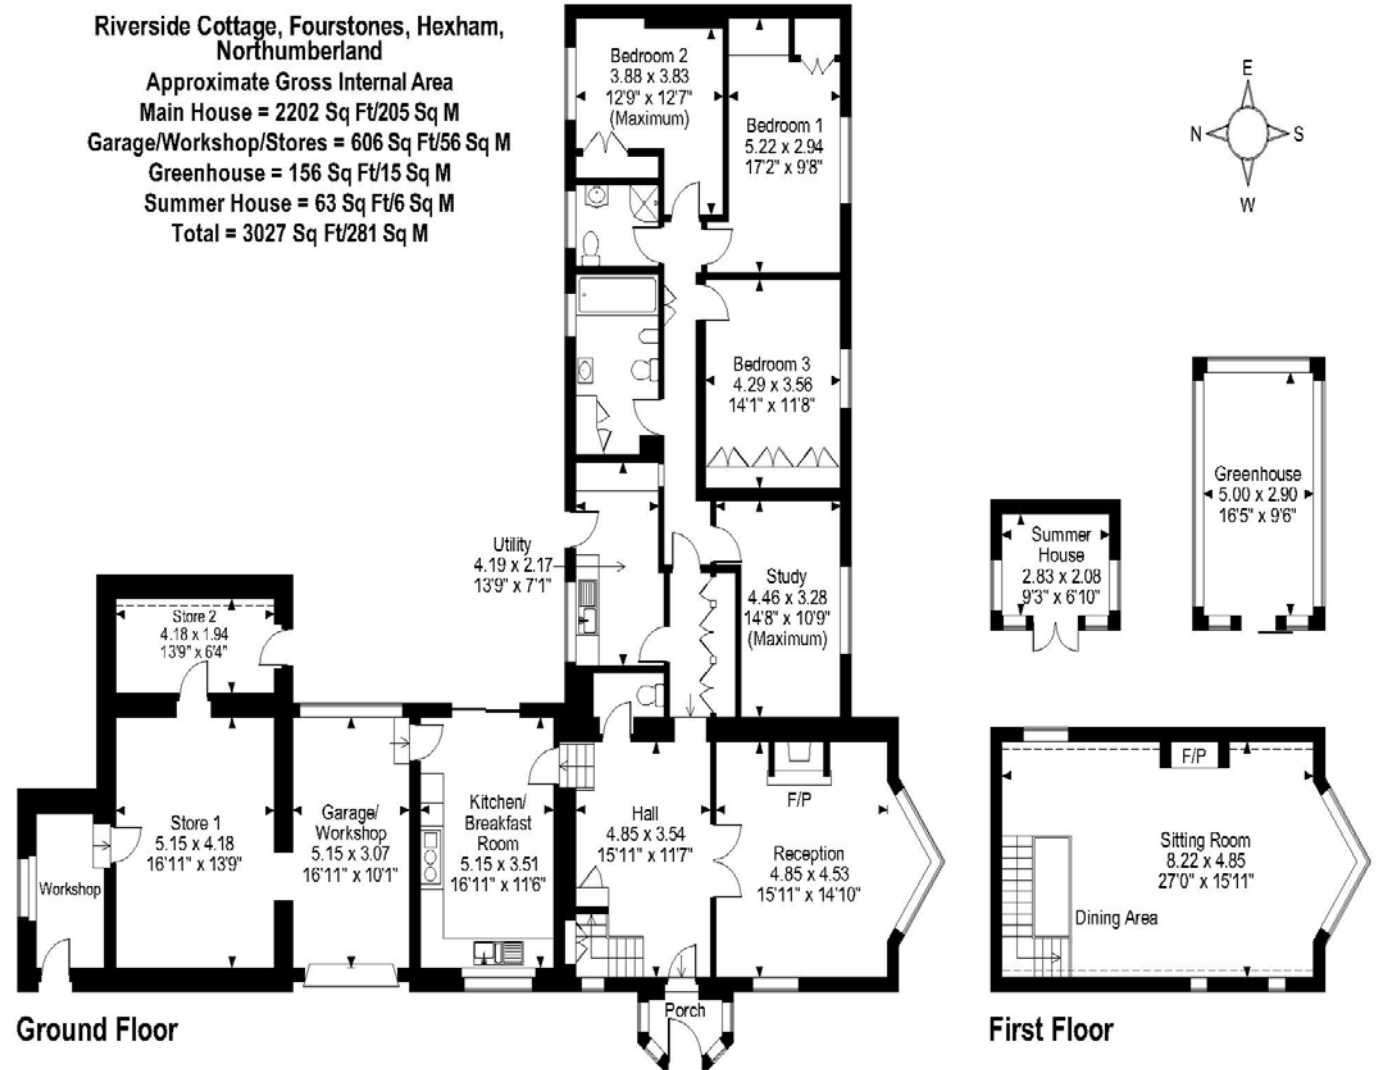 Riverside Cottage, Fourstones, Hexham,
Northumberland
Approximate Gross Internal Area
Main House = 2202 Sq Ft/205 Sq M
Garage/Workshop/Stores = 606 Sq Ft/56 Sq M
Greenhouse = 156 Sq Ft/15 Sq M
Summer House = 63 Sq Ft/6 Sq M
Total = 3027 Sq Ft/281 Sq M
Bedroom 2
3.88 x 3.83
12'9" x 12'7"
(Maximum)
Bedroom 1
5.22 x 2.94
17'2" x 9'8"
E
N
S
W
Bedroom 3
4.29 x 3.56
14'1" x 11'8"
Greenhouse
5.00 x 2.90
16'5" x 9'6"
Summer
House
2.83 x 2.08
9'3" x 6'10"
Utility
4.19 x 2.17
13'9" x 7'1"
Study
4.46 x 3.28
14'8" x 10'9"
(Maximum)
Store 2
4.18 x 1.94
13'9" x 6'4"
Store 1
5.15 x 4.18
16'11" x 13'9"
Workshop
Garage/
Workshop
5.15 x 3.07
16'11" x 10'1"
Kitchen/
Breakfast
Room
5.15 x 3.51
16'11" x 11'6"
Hall
4.85 x 3.54
15'11" x 11'7"
F/P
Reception
4.85 x 4.53
15'11" x 14'10"
Porch
F/P
Sitting Room
8.22 x 4.85
27'0" x 15'11"
Dining Area
Ground Floor
First Floor